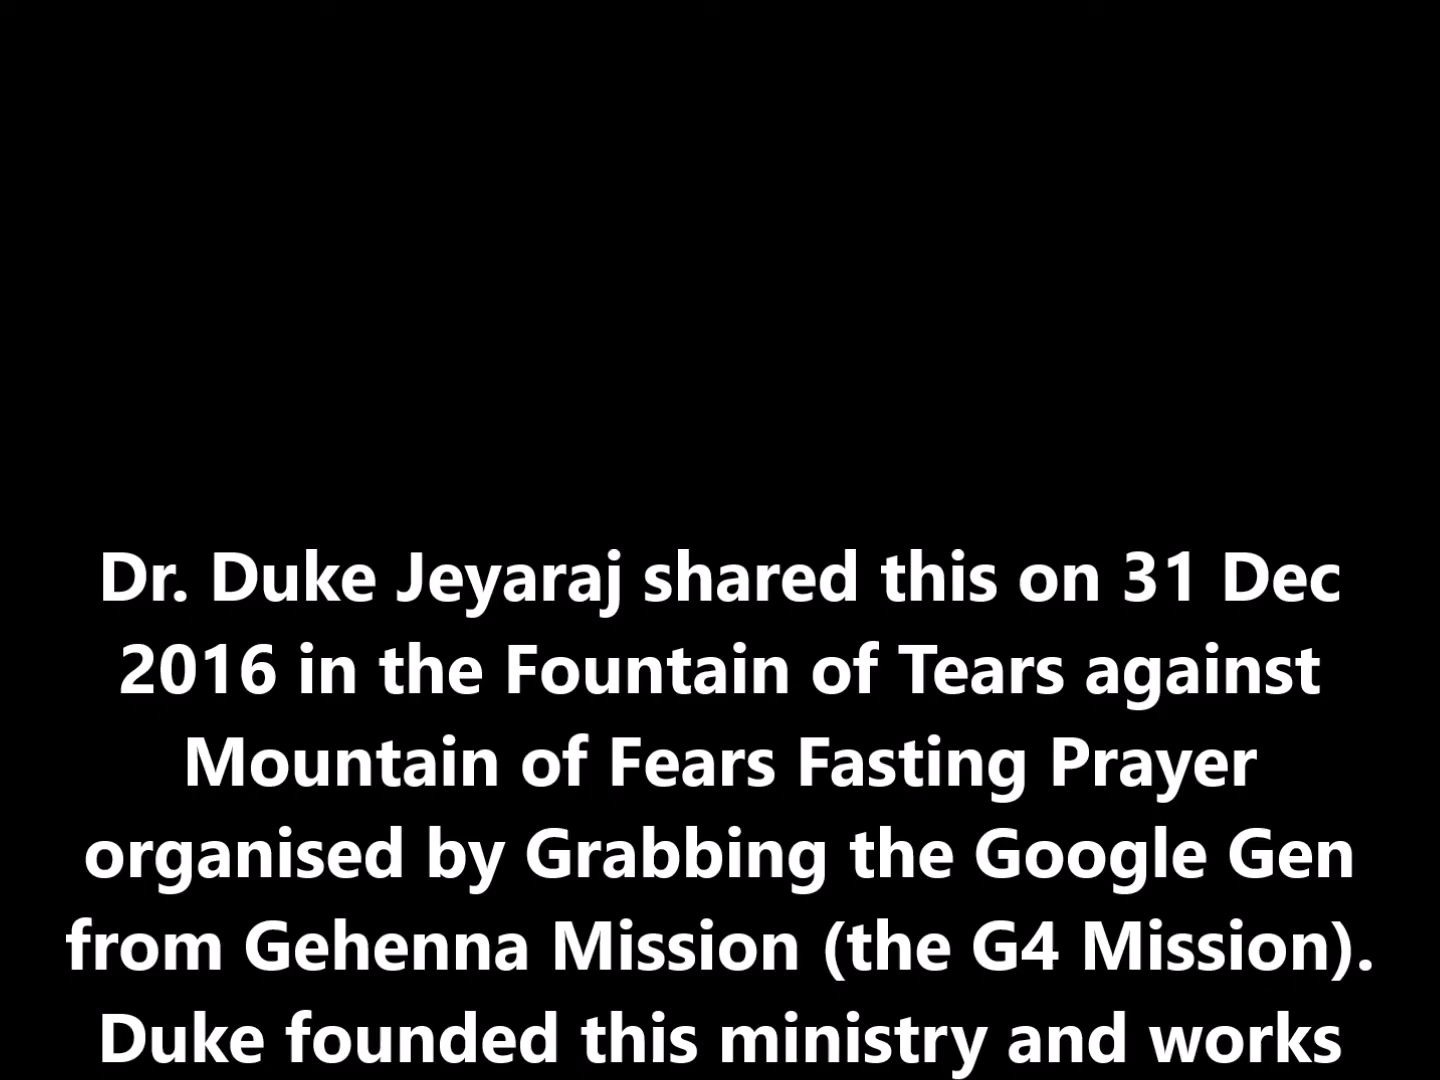 Dr. Duke Jeyaraj shared this on 31 Dec
2016 in the Fountain of Tears against
Mountain of Fears Fasting Prayer
organised by Grabbing the Google Gen
from Gehenna Mission (the G4 Mission).
Duke founded this ministry and works